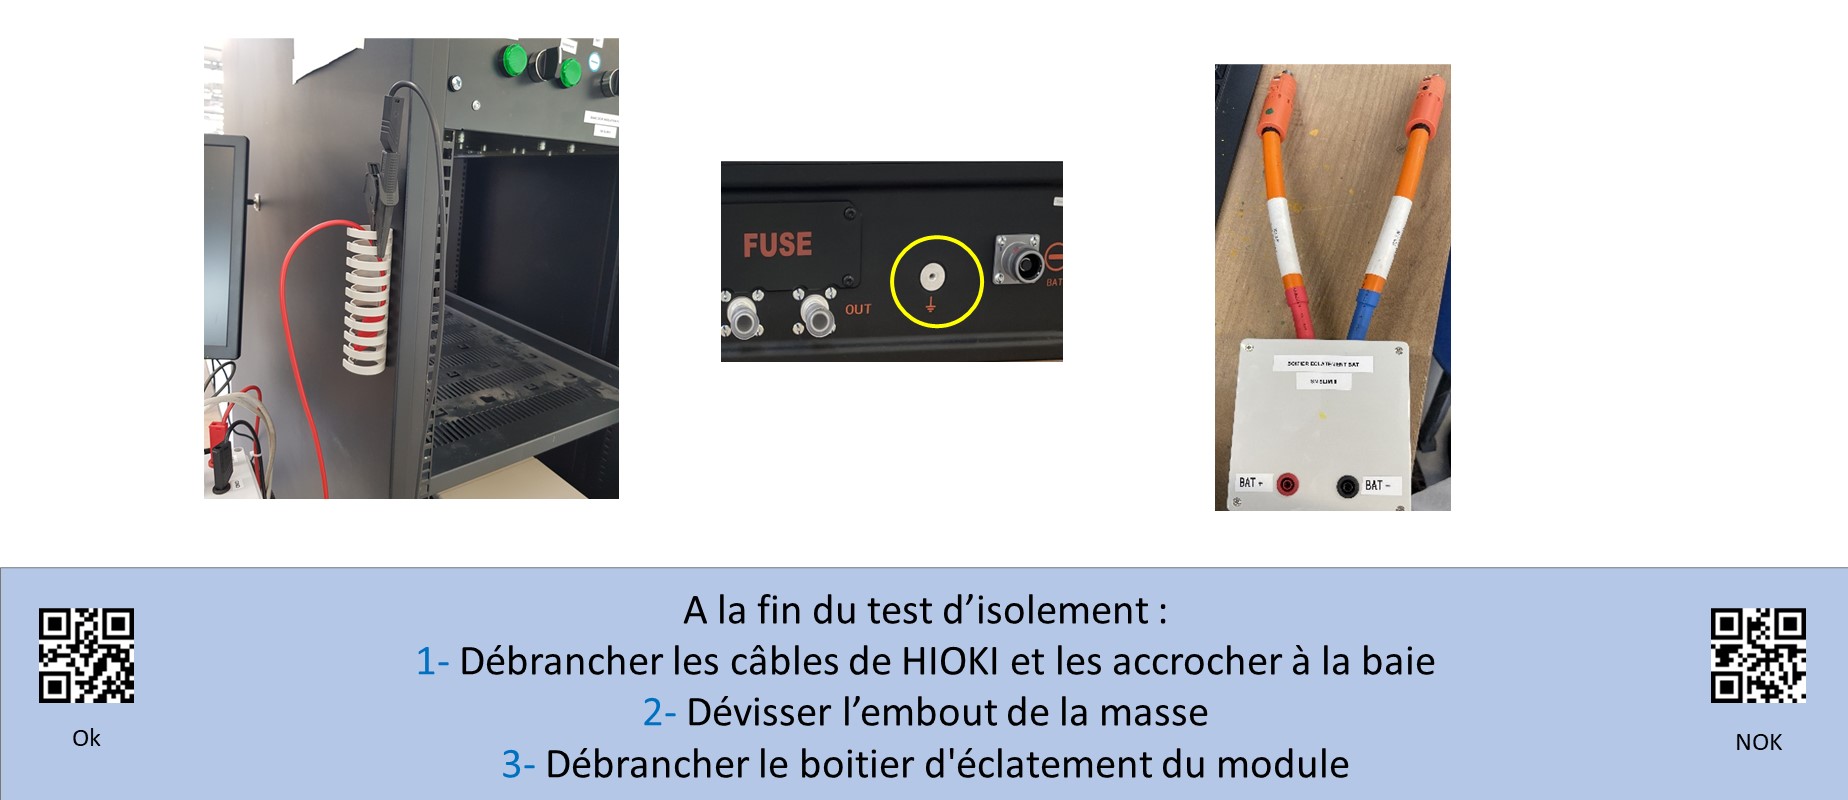 FUSE
OUT
BAT
BOITIER ECLATEMENT BAT
BAT +
BAT -
A la fin du test d’isolement :
1- Débrancher les câbles de HIOKI et les accrocher à la baie
2- Dévisser l’embout de la masse
3- Débrancher le boitier d'éclatement du module
Ok
NOK